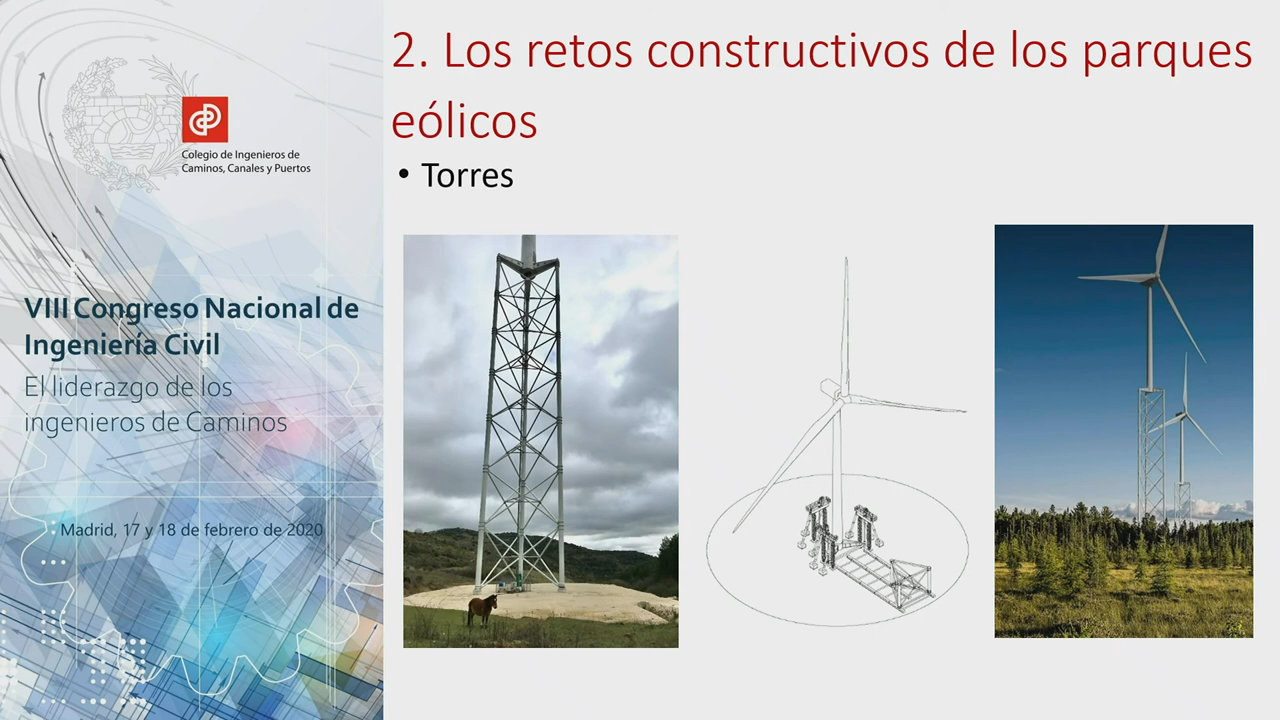 Colegio de Ingenieros de
Caminos, Canales y Puertos
VIII Congreso Nacional de
Ingeniería Civil
El liderazgo de los
ingenieros de Caminos
Madrid, 17 y 18 de febrero de 2020
2. Los retos constructivos de los parques
eólicos
• Torres